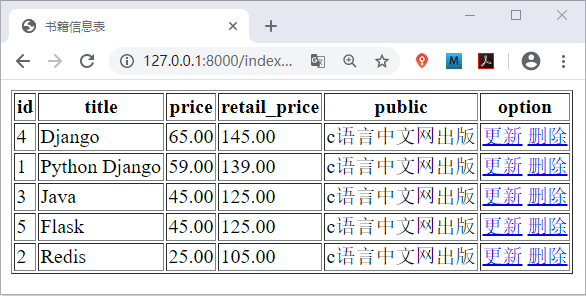 书籍信息表
127.0.0.1:8000/index...
id title price retail_price public option
4 Django 65.00 145.00 c语言中文网出版 更新 删除
1 Python Django 59.00 139.00 c语言中文网出版 更新 删除
3 Java 45.00 125.00 c语言中文网出版 更新 删除
5 Flask 45.00 125.00 c语言中文网出版 更新 删除
2 Redis 25.00 105.00 c语言中文网出版 更新 删除